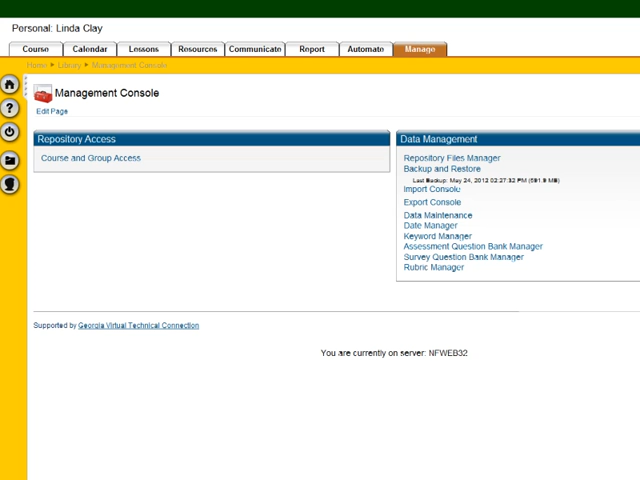 Personal: Linda Clay
Course Calendar Lessons Resources Communicate Report Automate Manage
Home Library Management Console
Management Console
Edit Page
Repository Access
Course and Group Access
Data Management
Repository Files Manager
Backup and Restore
Last Backup: May 24, 2012 02:27:32 PM (591.9 MB)
Import Console
Export Console
Data Maintenance
Date Manager
Keyword Manager
Assessment Question Bank Manager
Survey Question Bank Manager
Rubric Manager
Supported by Georgia Virtual Technical Connection
You are currently on server: NFWEB32